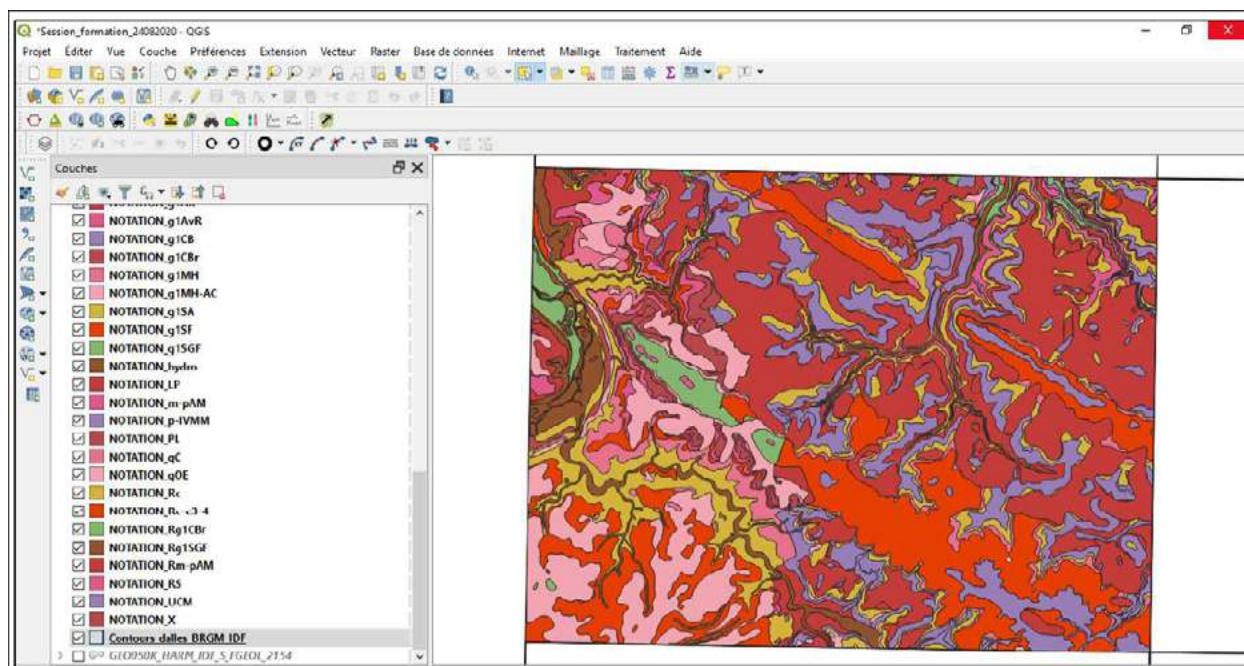 *Session_formation_24082020 - QGIS
Projet Éditer Vue Couche Préférences Extension Vecteur Raster Base de données Internet Maillage Traitement Aide
Couches
NOTATION_g1AvR
NOTATION_g1CB
NOTATION_g1CBr
NOTATION_g1MH
NOTATION_g1MH-AC
NOTATION_g1SA
NOTATION_g1SF
NOTATION_g1SGF
NOTATION_hydro
NOTATION_LP
NOTATION_m-pAM
NOTATION_p-IVMM
NOTATION_PL
NOTATION_qC
NOTATION_qOE
NOTATION_Rc
NOTATION_Rg1CBr
NOTATION_Rg1SGF
NOTATION_Rm-pAM
NOTATION_RS
NOTATION_UCM
NOTATION_X
Contours dalles BRGM IDF
GEO050K_HARM_IDF_S_FGEOL_2154